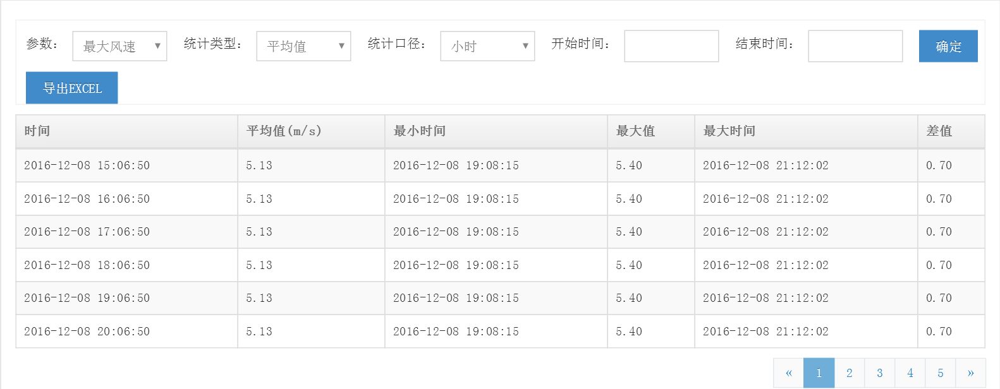 参数： 最大风速 ▼ 统计类型： 平均值 ▼ 统计口径： 小时 ▼ 开始时间： 结束时间： 确定
导出EXCEL
时间 平均值(m/s) 最小时间 最大值 最大时间 差值
2016-12-08 15:06:50 5.13 2016-12-08 19:08:15 5.40 2016-12-08 21:12:02 0.70
2016-12-08 16:06:50 5.13 2016-12-08 19:08:15 5.40 2016-12-08 21:12:02 0.70
2016-12-08 17:06:50 5.13 2016-12-08 19:08:15 5.40 2016-12-08 21:12:02 0.70
2016-12-08 18:06:50 5.13 2016-12-08 19:08:15 5.40 2016-12-08 21:12:02 0.70
2016-12-08 19:06:50 5.13 2016-12-08 19:08:15 5.40 2016-12-08 21:12:02 0.70
2016-12-08 20:06:50 5.13 2016-12-08 19:08:15 5.40 2016-12-08 21:12:02 0.70
« 1 2 3 4 5 »